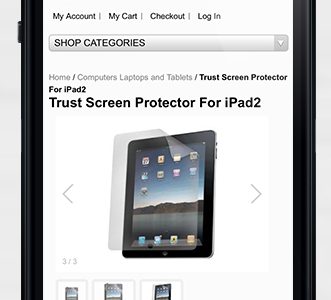 My Account | My Cart | Checkout | Log In
SHOP CATEGORIES
Home / Computers Laptops and Tablets / Trust Screen Protector
For iPad2
Trust Screen Protector For iPad2
3 / 3